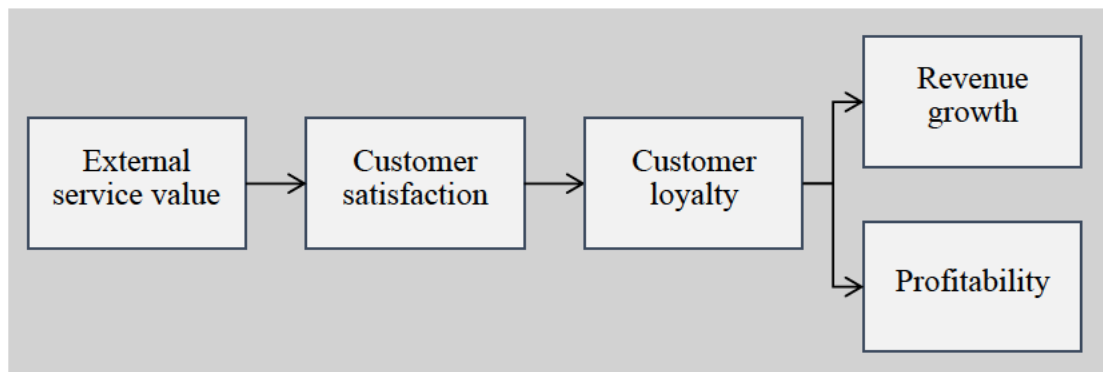 External
service value
Customer
satisfaction
Customer
loyalty
Revenue
growth
Profitability